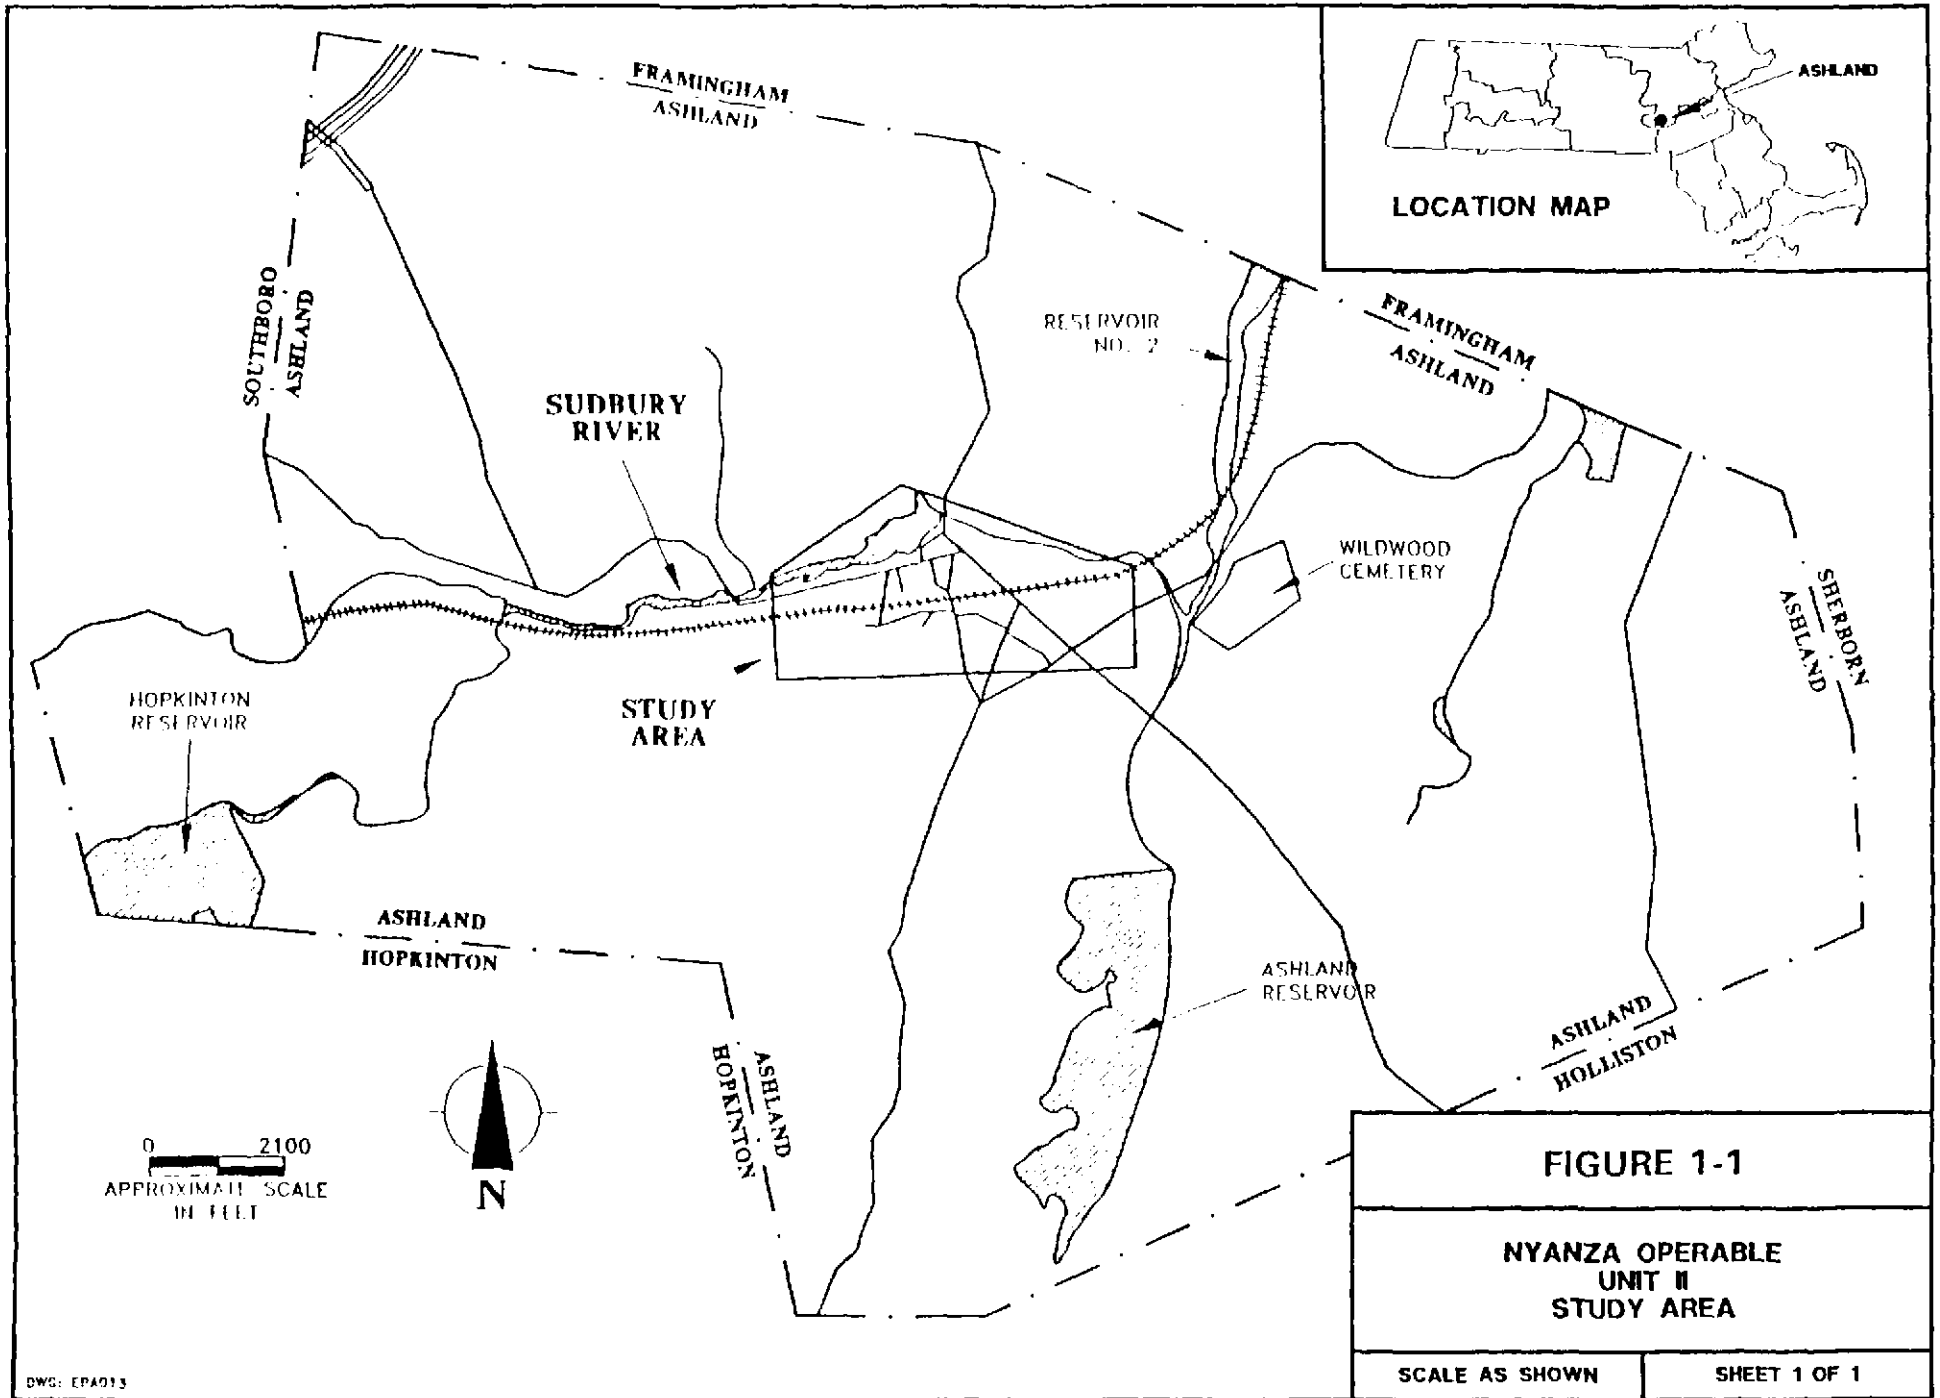 FRAMINGHAM
ASHLAND
ASHLAND
LOCATION MAP
SOUTHBORO
ASHLAND
RESERVOIR
NO. 2
FRAMINGHAM
ASHLAND
SUDBURY
RIVER
WILDWOOD
CEMETERY
SHERBORN
ASHLAND
HOPKINTON
RESERVOIR
STUDY
AREA
ASHLAND
HOPKINTON
ASHLAND
RESERVOIR
ASHLAND
HOPKINTON
ASHLAND
HOLLISTON
0 2100
APPROXIMATE SCALE
IN FEET
N
FIGURE 1-1
NYANZA OPERABLE
UNIT II
STUDY AREA
SCALE AS SHOWN
SHEET 1 OF 1
DWG: EPA013